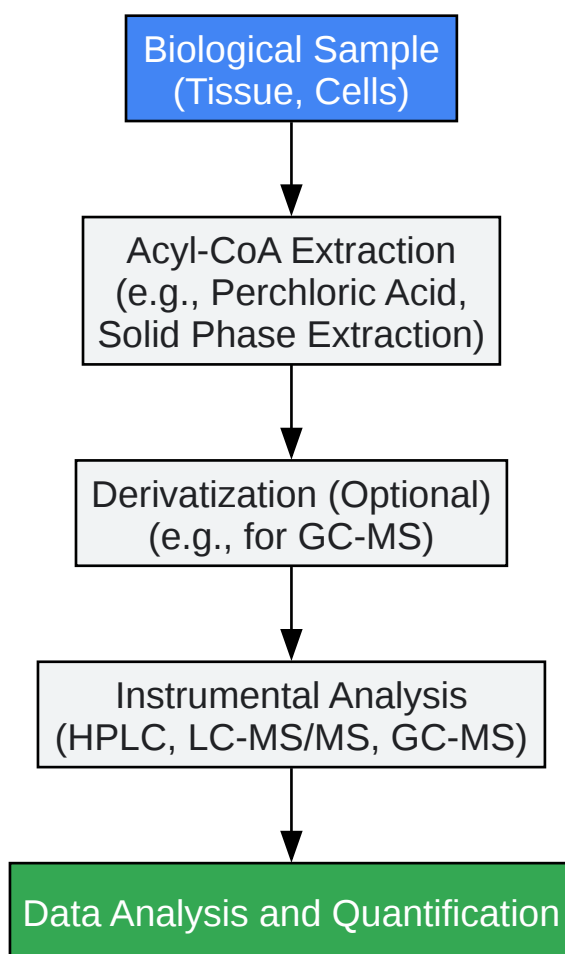 Biological Sample
(Tissue, Cells)
Acyl-CoA Extraction
(e.g., Perchloric Acid,
Solid Phase Extraction)
Derivatization (Optional)
(e.g., for GC-MS)
Instrumental Analysis
(HPLC, LC-MS/MS, GC-MS)
Data Analysis and Quantification